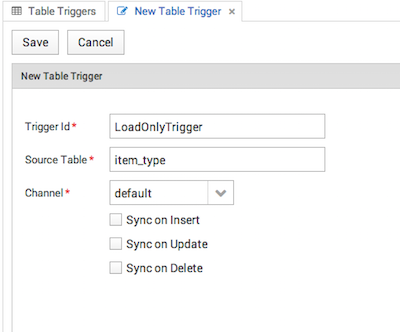 Table Triggers New Table Trigger ×
Save Cancel
New Table Trigger
Trigger Id* LoadOnlyTrigger
Source Table* item_type
Channel* default
Sync on Insert
Sync on Update
Sync on Delete